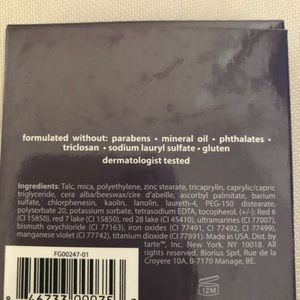 formulated without: parabens • mineral oil • phthalates •
triclosan • sodium lauryl sulfate • gluten
dermatologist tested
Ingredients: Talc, mica, polyethylene, zinc stearate, tricaprylin, caprylic/capric
triglyceride, cera alba/beeswax/cire d'abeille, ascorbyl palmitate, barium
sulfate, chlorphenesin, kaolin, lanolin, laureth-4, PEG-150 distearate,
polysorbate 20, potassium sorbate, tetrasodium EDTA, tocopherol. (+/-): Red 6
(CI 15850), red 7 lake (CI 15850), red 28 lake (CI 45410), ultramarines (CI 77007),
bismuth oxychloride (CI 77163), iron oxides (CI 77491, CI 77492, CI 77499),
manganese violet (CI 77742), titanium dioxide (CI 77891). Made in USA. Dist. by
tarte™, Inc. New York, NY 10018. All
rights reserved. Biorius Sprl, Rue de la
Croyere 10A, B-7170 Manage, BE.
FG00247-01
12M